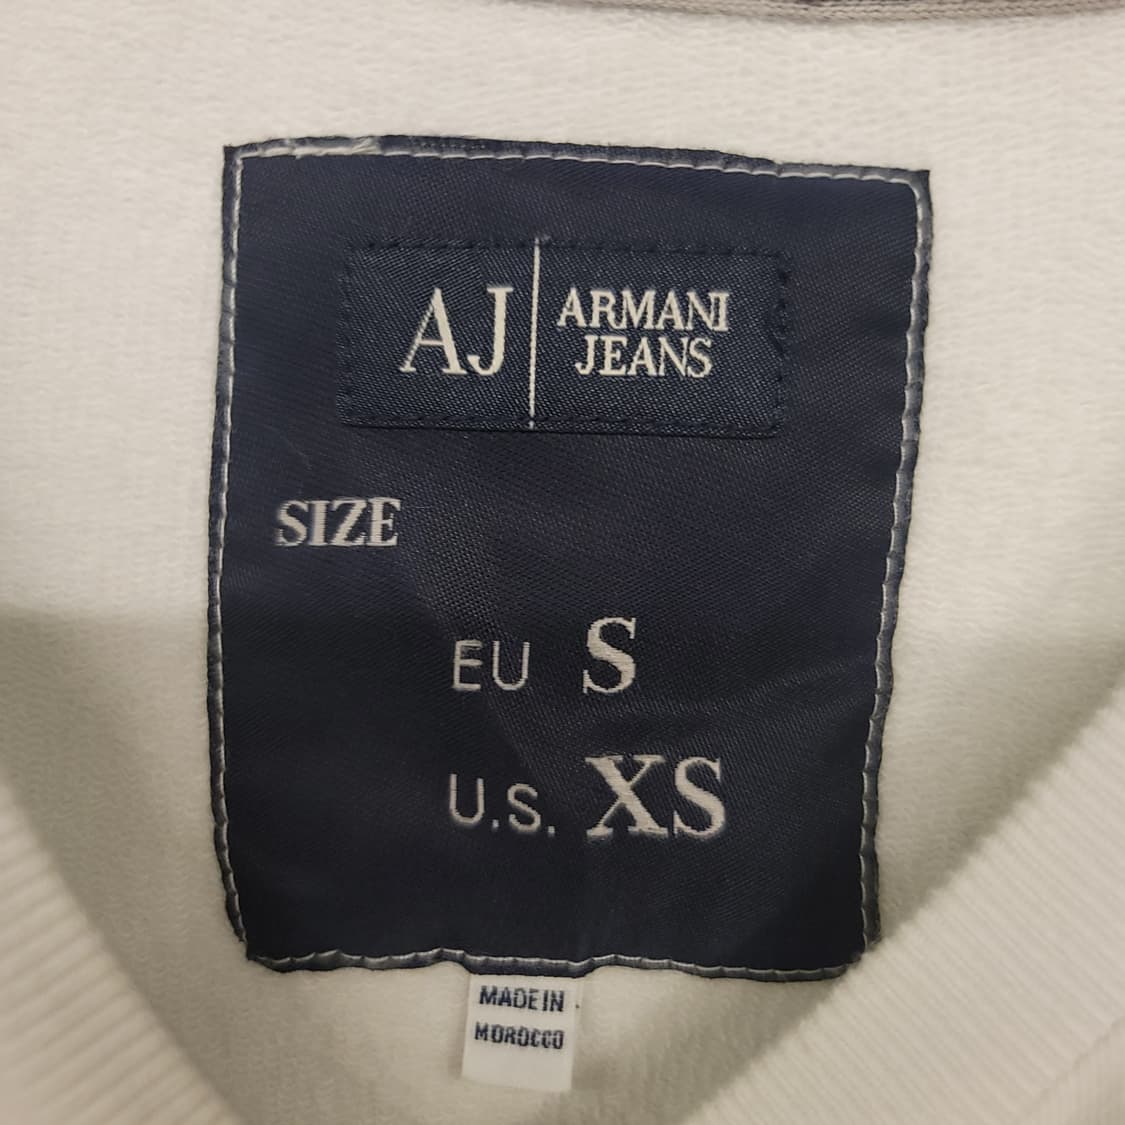 AJ
ARMANI
JEANS
SIZE
EU S
U.S. XS
MADE IN
MOROCCO